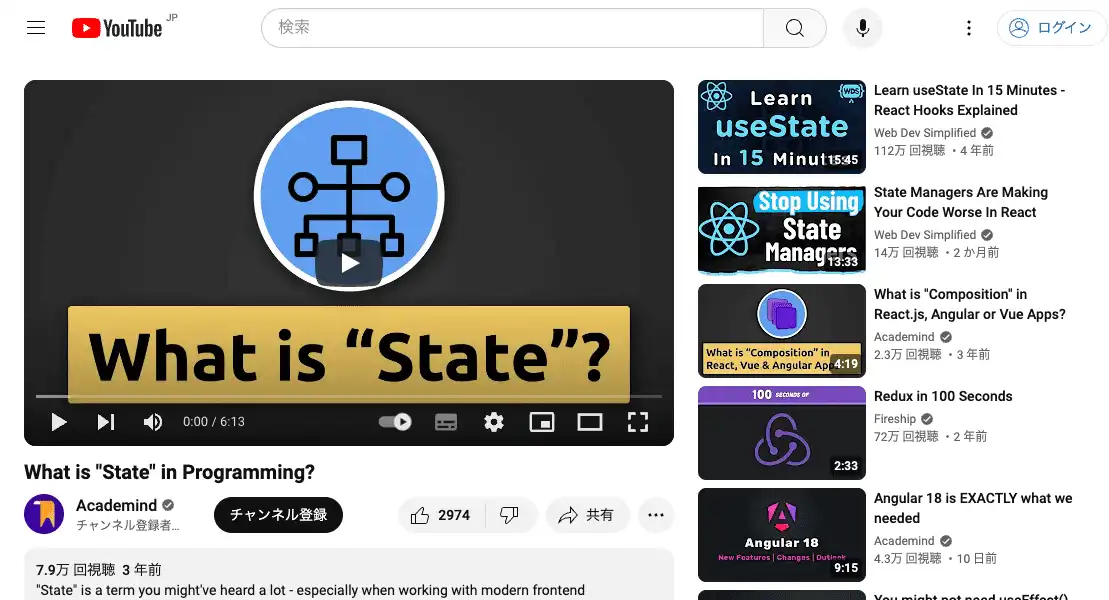 YouTube JP
検索
ログイン
What is “State”?
0:00 / 6:13
What is "State" in Programming?
Academind
チャンネル登録者...
チャンネル登録
2974
共有
7.9万 回視聴 3 年前
"State" is a term you might've heard a lot - especially when working with modern frontend
Learn
useState
In 15 Minutes
WDS
15:45
Learn useState In 15 Minutes -
React Hooks Explained
Web Dev Simplified
112万 回視聴 ・4 年前
Stop Using
State
Managers
13:33
State Managers Are Making
Your Code Worse In React
Web Dev Simplified
14万 回視聴 ・2 か月前
What is “Composition” in
React, Vue & Angular App
4:19
What is "Composition" in
React.js, Angular or Vue Apps?
Academind
2.3万 回視聴 ・3 年前
100 SECONDS OF
2:33
Redux in 100 Seconds
Fireship
72万 回視聴 ・2 年前
Angular 18
New Features | Changes | Outlook
9:15
Angular 18 is EXACTLY what we
needed
Academind
4.3万 回視聴 ・10 日前
You might not need useEffect()